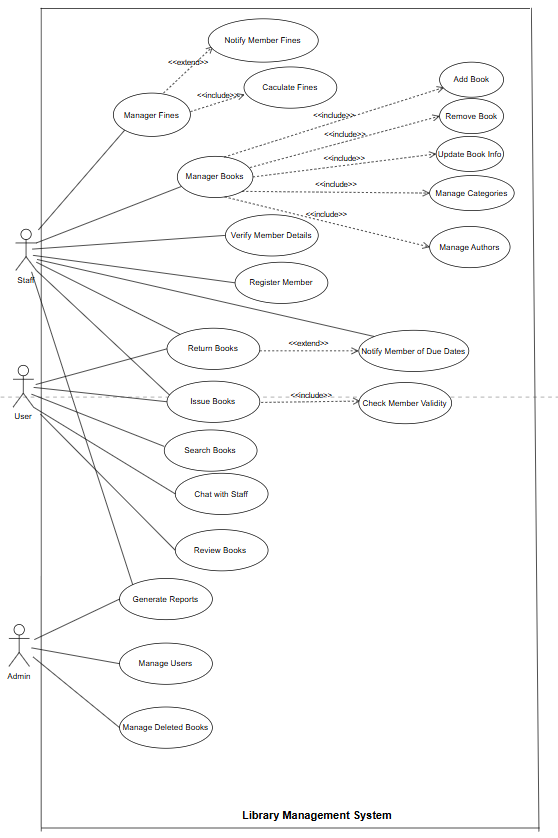 Notify Member Fines
<<extend>>
Caculate Fines
<<include>>
Manager Fines
Add Book
<<include>>
Remove Book
<<include>>
Update Book Info
<<include>>
Manager Books
<<include>>
Manage Categories
<<include>>
Verify Member Details
Manage Authors
Staff
Register Member
Return Books
<<extend>>
Notify Member of Due Dates
Issue Books
<<include>>
Check Member Validity
User
Search Books
Chat with Staff
Review Books
Generate Reports
Admin
Manage Users
Manage Deleted Books
Library Management System